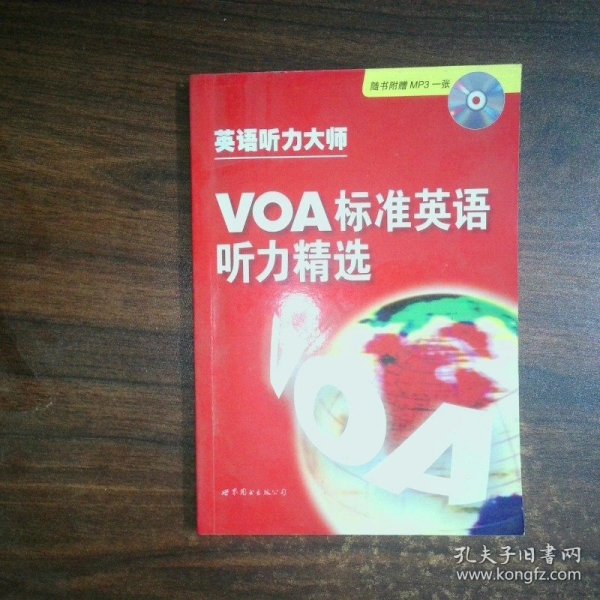 随书附赠 MP3 一张
英语听力大师
VOA标准英语
听力精选
VOA
世界图书出版公司
孔夫子旧书网
www.kongfz.com